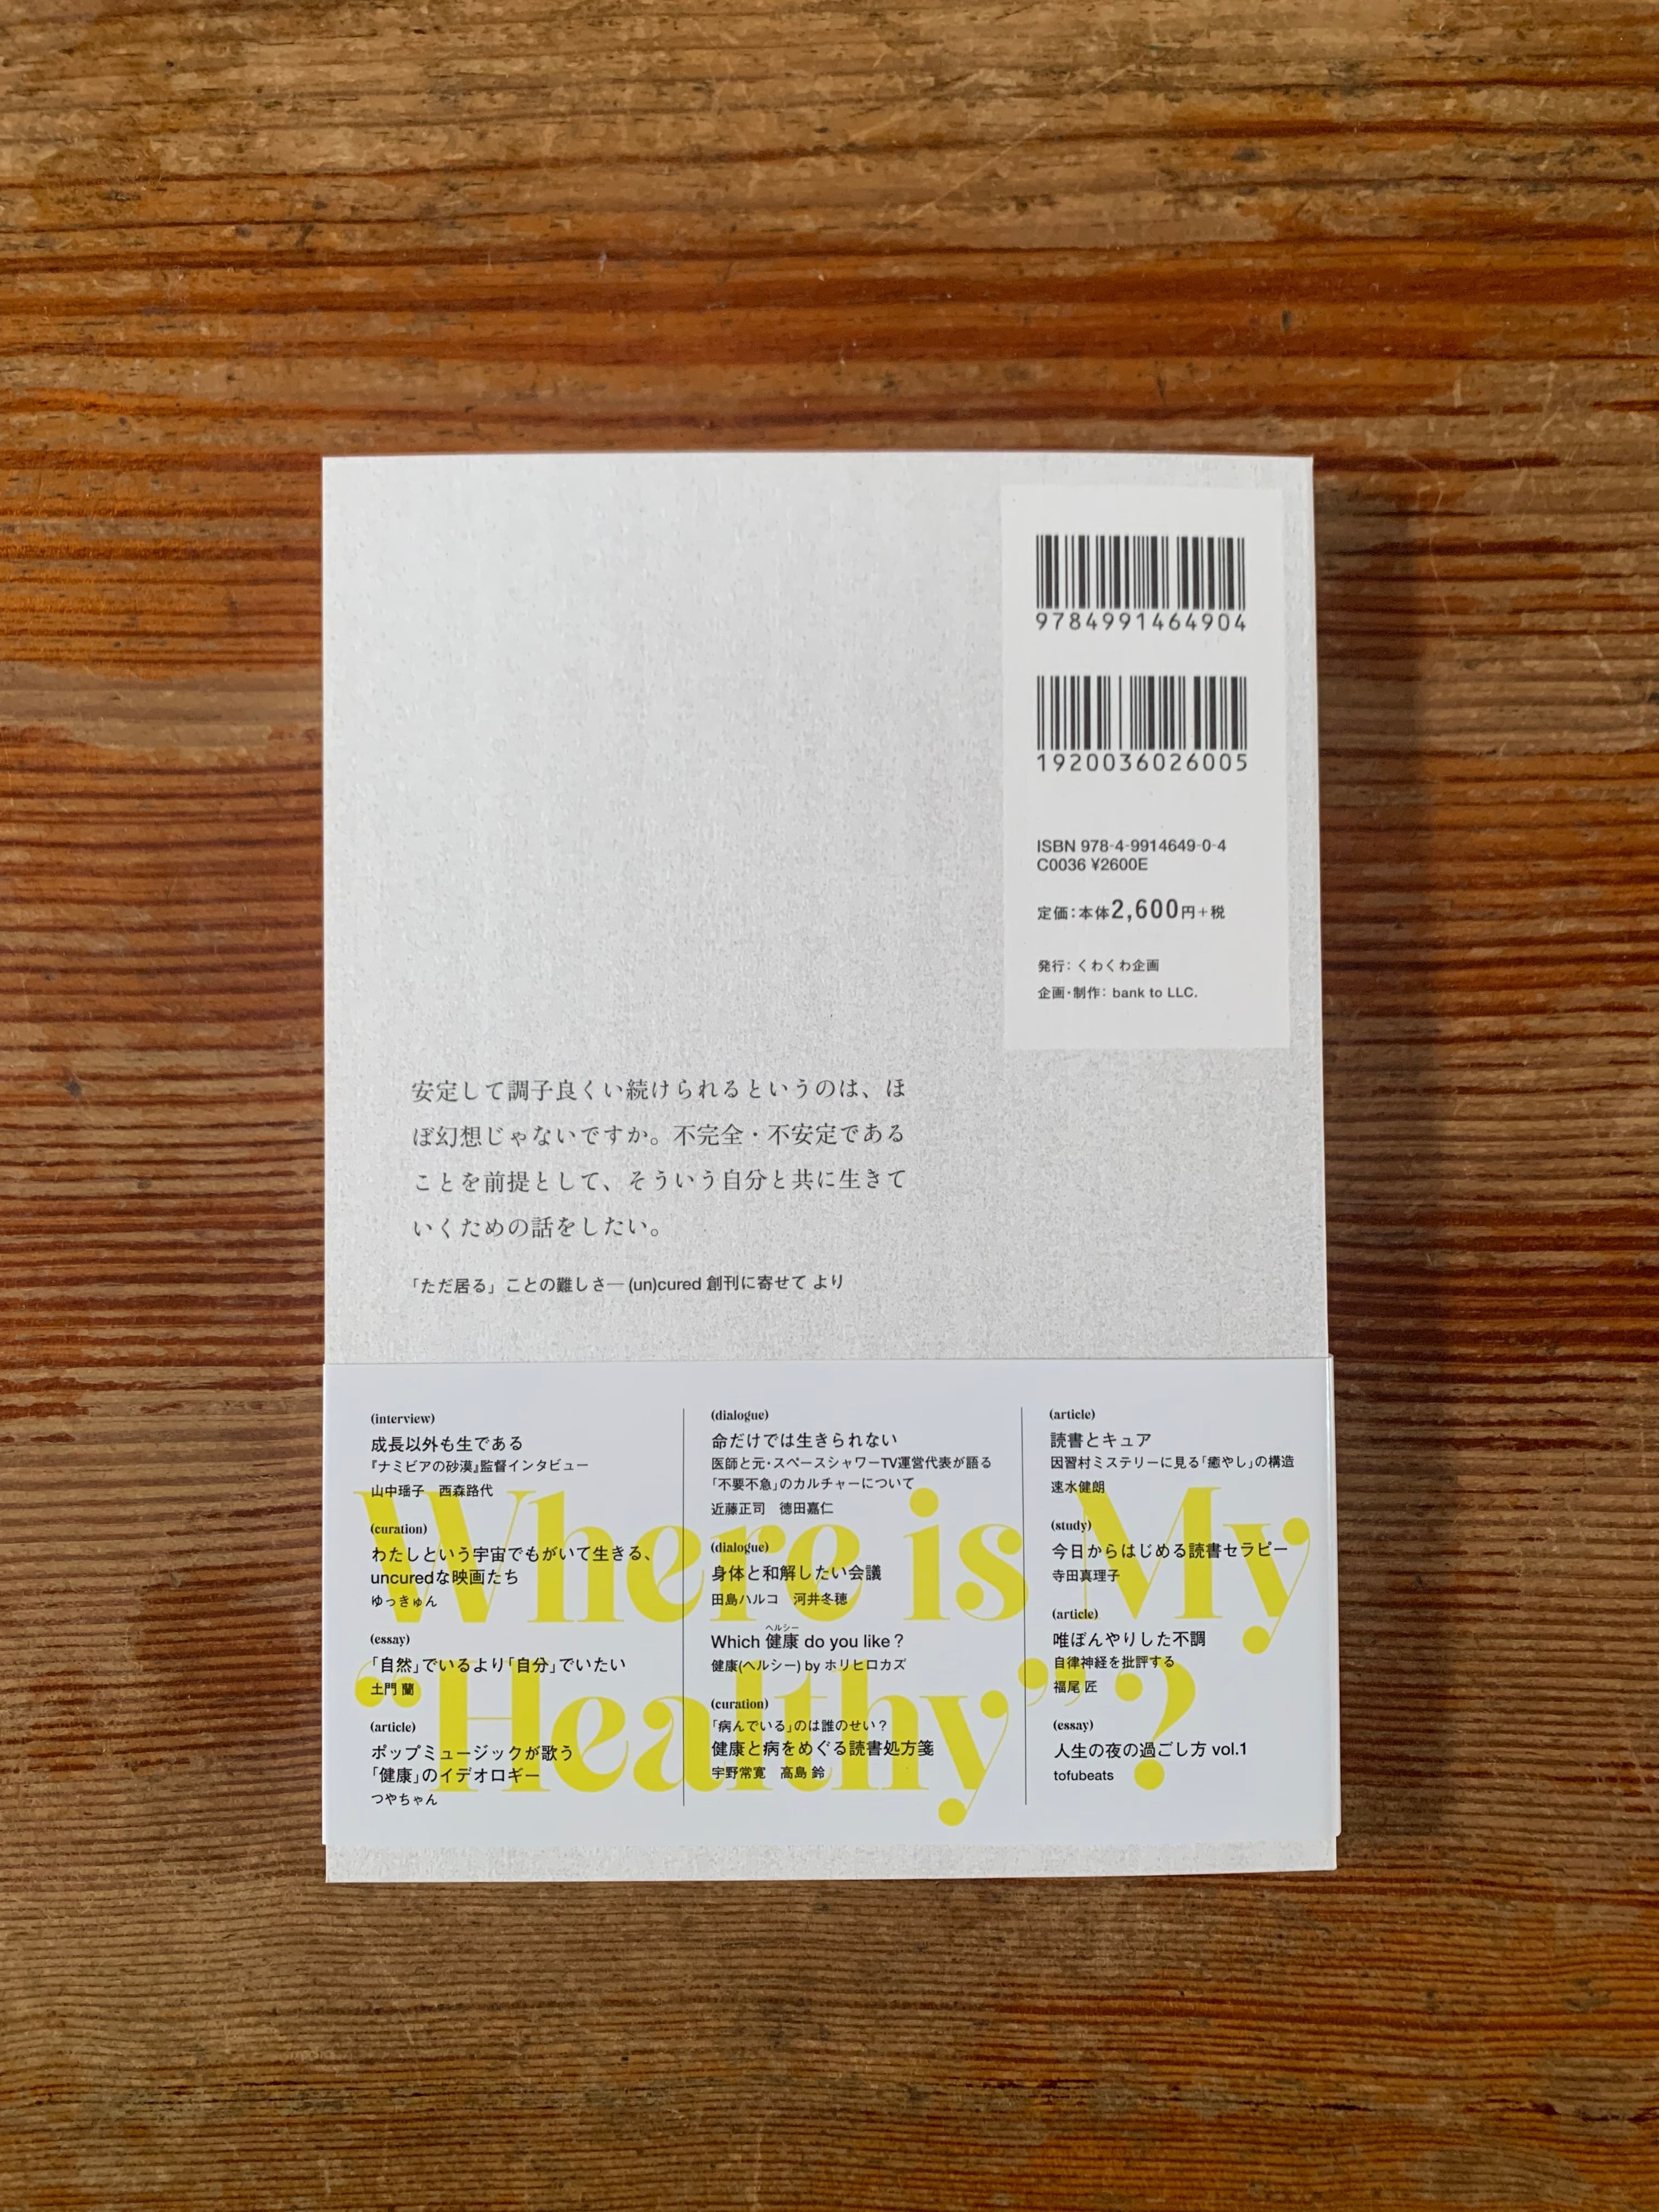 9784991464904
1920036026005
ISBN 978-4-9914649-0-4
C0036 ¥2600E
定価：本体2,600円＋税
発行：くわくわ企画
企画・制作：bank to LLC.
安定して調子良くい続けられるというのは、ほ
ぼ幻想じゃないですか。不完全・不安定である
ことを前提として、そういう自分と共に生きて
いくための話をしたい。
「ただ居る」ことの難しさ─ (un)cured 創刊に寄せて より
Where is My
“Healthy”?
(interview)
成長以外も生である
『ナミビアの砂漠』監督インタビュー
山中瑶子　西森路代
(curation)
わたしという宇宙でもがいて生きる、
uncuredな映画たち
ゆっきゅん
(essay)
「自然」でいるより「自分」でいたい
土門 蘭
(article)
ポップミュージックが歌う
「健康」のイデオロギー
つやちゃん
(dialogue)
命だけでは生きられない
医師と元・スペースシャワーTV運営代表が語る
「不要不急」のカルチャーについて
近藤正司　徳田嘉仁
(dialogue)
身体と和解したい会議
田島ハルコ　河井冬穂
ヘルシー
Which 健康 do you like？
健康(ヘルシー) by ホリヒロカズ
(curation)
「病んでいる」のは誰のせい？
健康と病をめぐる読書処方箋
宇野常寛　高島 鈴
(article)
読書とキュア
因習村ミステリーに見る「癒やし」の構造
速水健朗
(study)
今日からはじめる読書セラピー
寺田真理子
(article)
唯ぼんやりした不調
自律神経を批評する
福尾 匠
(essay)
人生の夜の過ごし方 vol.1
tofubeats